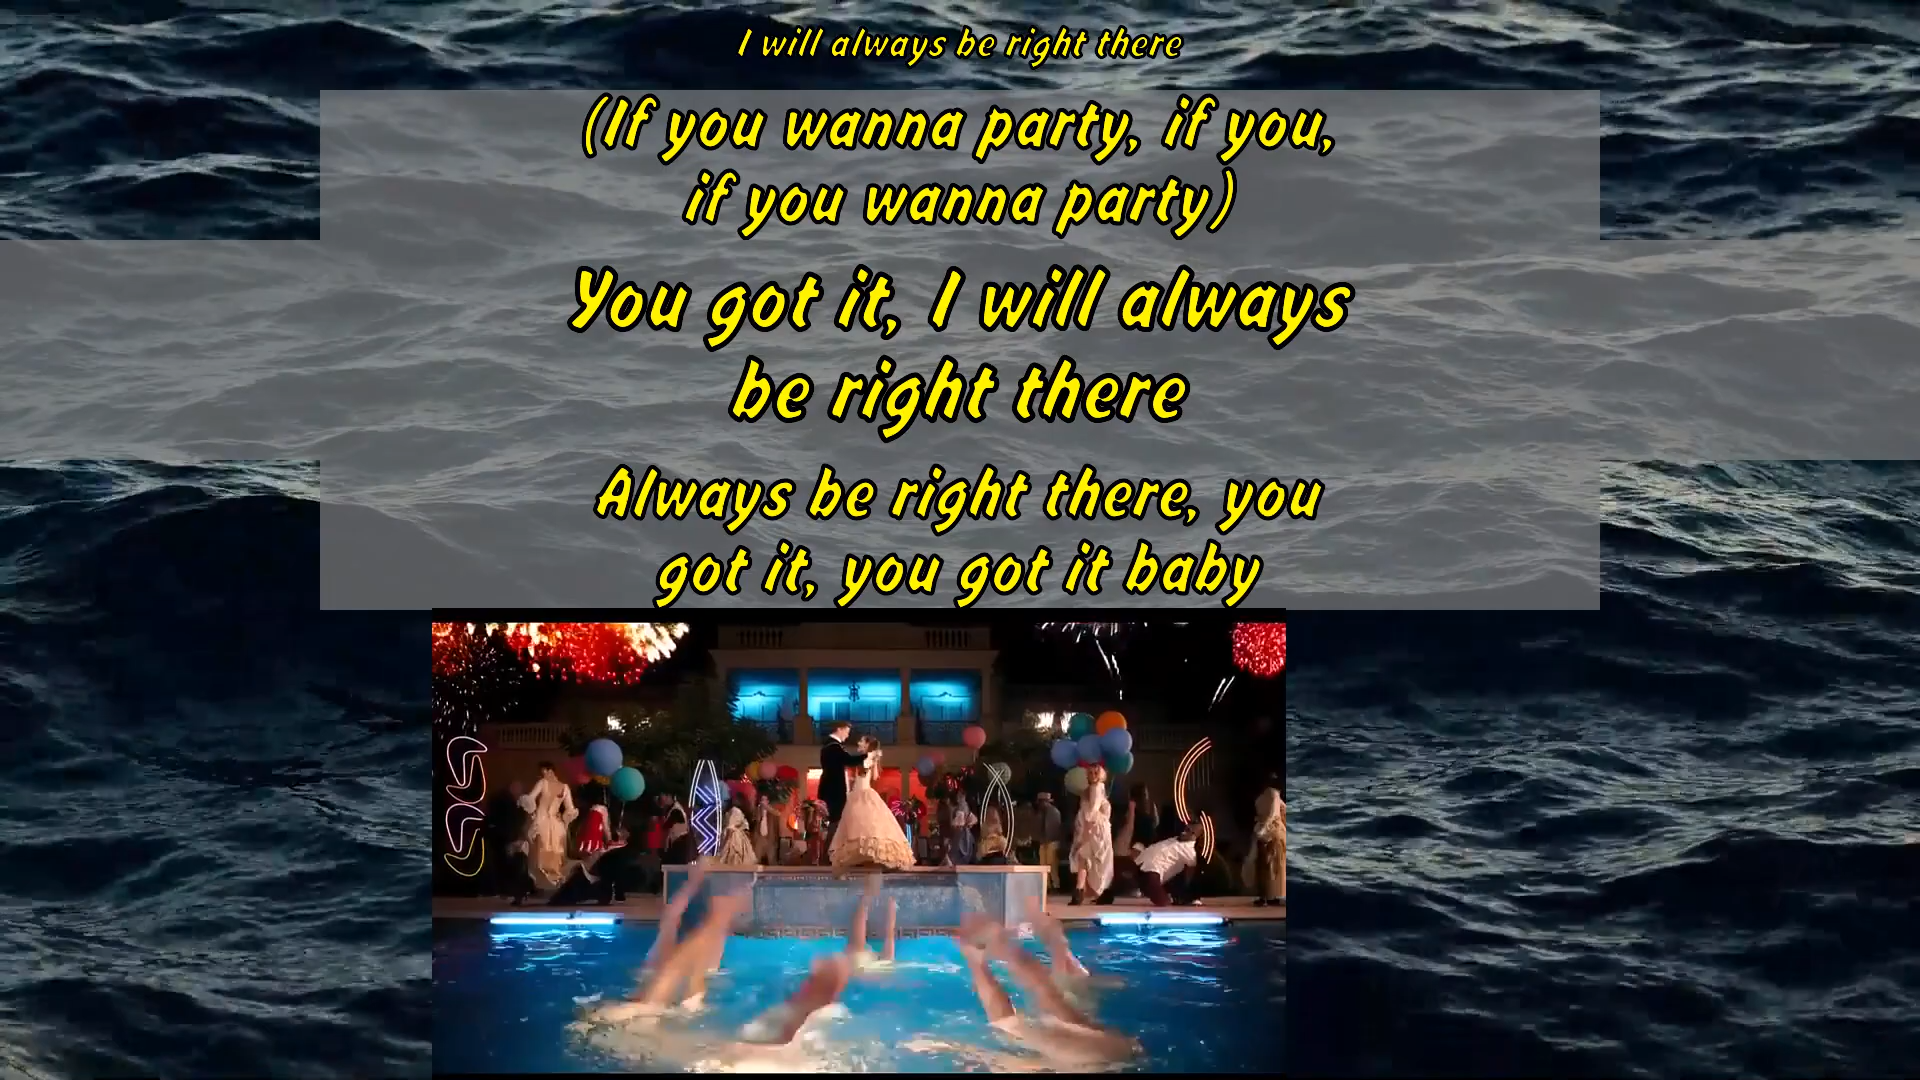 I will always be right there
(If you wanna party, if you,
if you wanna party)
You got it, I will always
be right there
Always be right there, you
got it, you got it baby